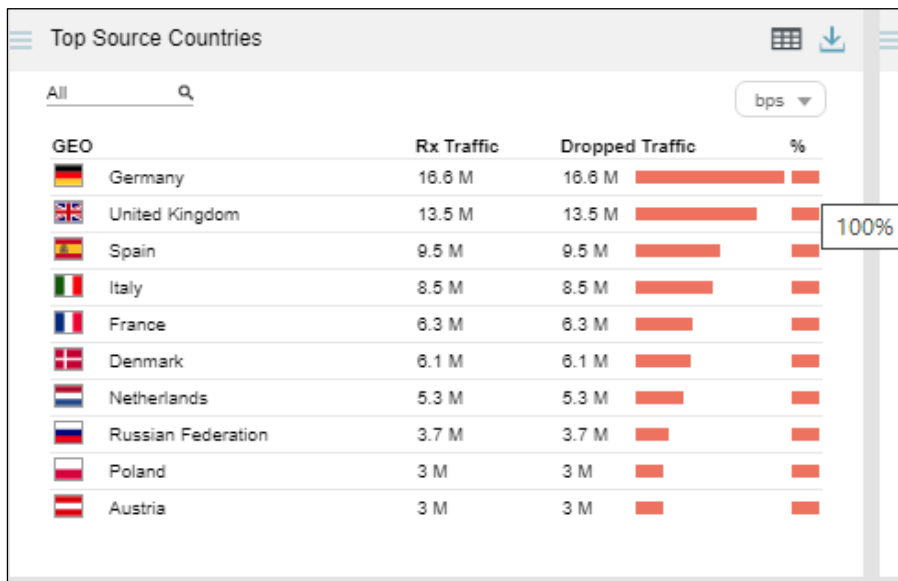 Top Source Countries
All
bps
GEO Rx Traffic Dropped Traffic %
Germany 16.6 M 16.6 M
United Kingdom 13.5 M 13.5 M
100%
Spain 9.5 M 9.5 M
Italy 8.5 M 8.5 M
France 6.3 M 6.3 M
Denmark 6.1 M 6.1 M
Netherlands 5.3 M 5.3 M
Russian Federation 3.7 M 3.7 M
Poland 3 M 3 M
Austria 3 M 3 M